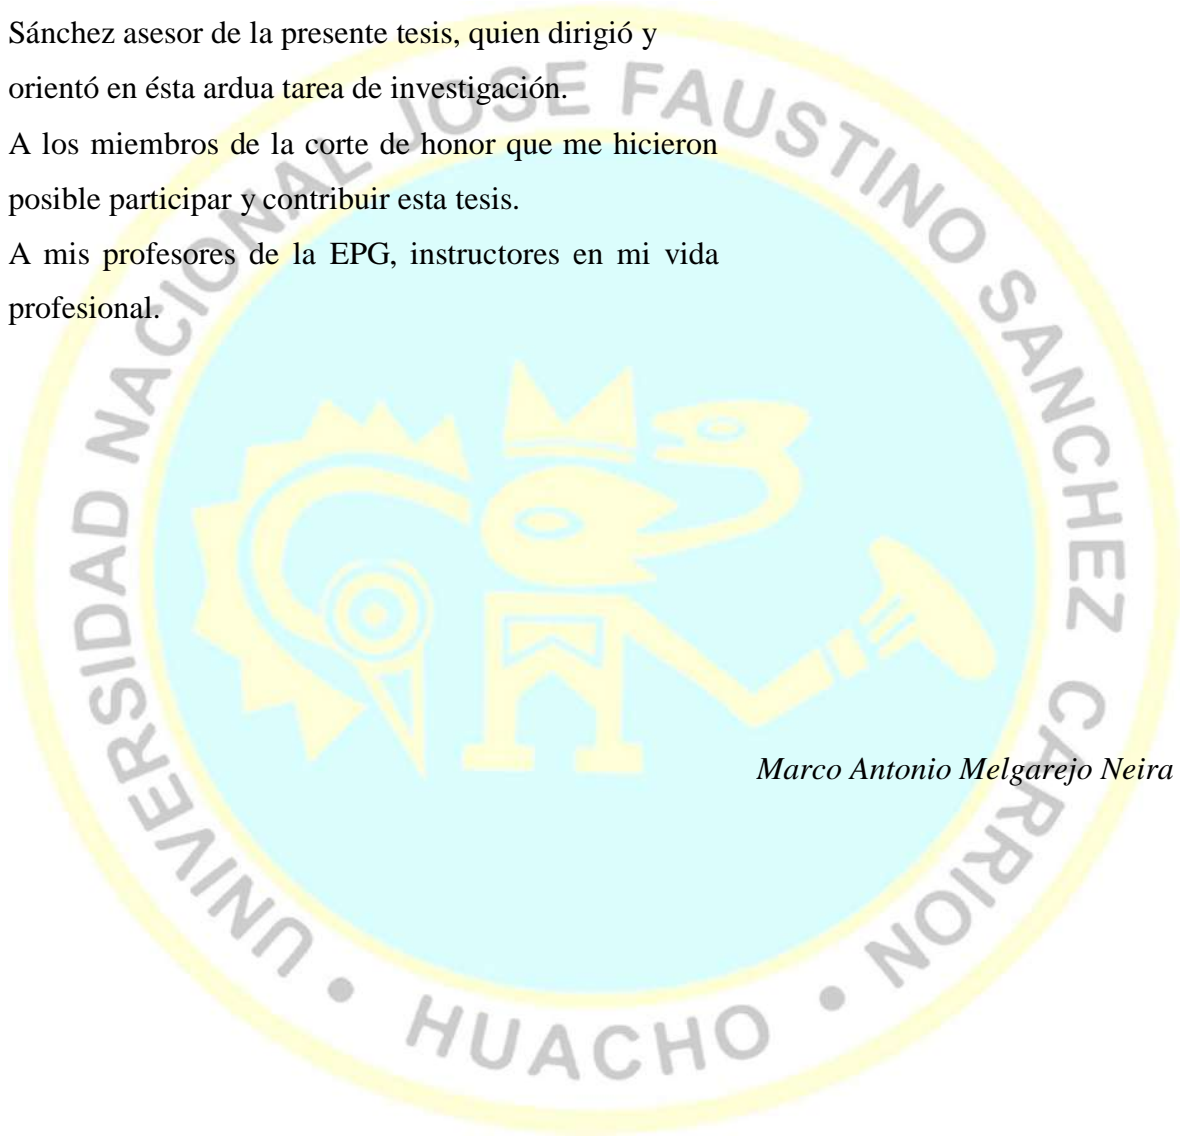 Sánchez asesor de la presente tesis, quien dirigió y
orientó en ésta ardua tarea de investigación.
A los miembros de la corte de honor que me hicieron
posible participar y contribuir esta tesis.
A mis profesores de la EPG, instructores en mi vida
profesional.
Marco Antonio Melgarejo Neira
UNIVERSIDAD NACIONAL JOSE FAUSTINO SANCHEZ CARRION • HUACHO •